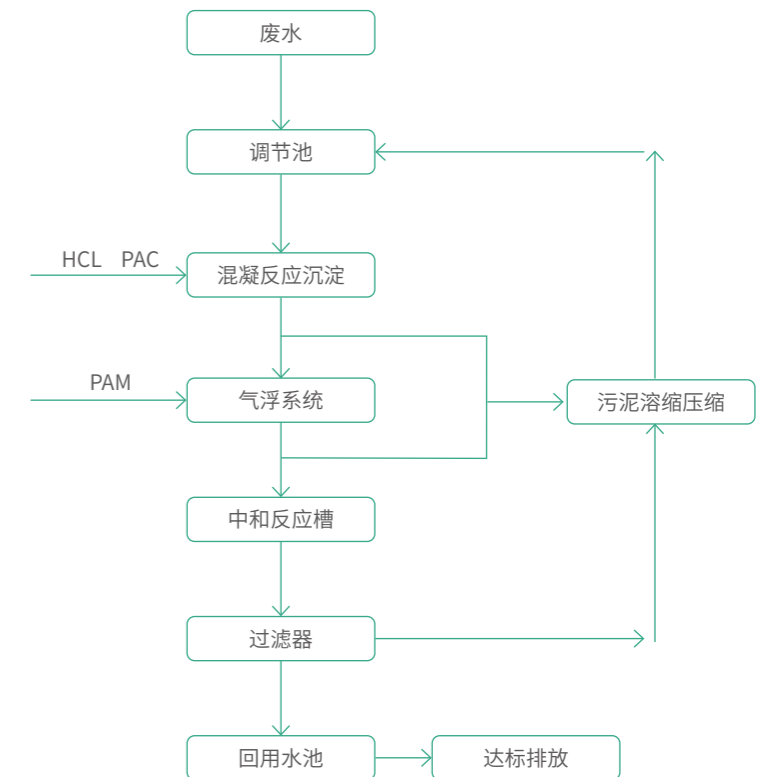 废水
调节池
HCL PAC
混凝反应沉淀
PAM
气浮系统
污泥溶缩压缩
中和反应槽
过滤器
回用水池
达标排放